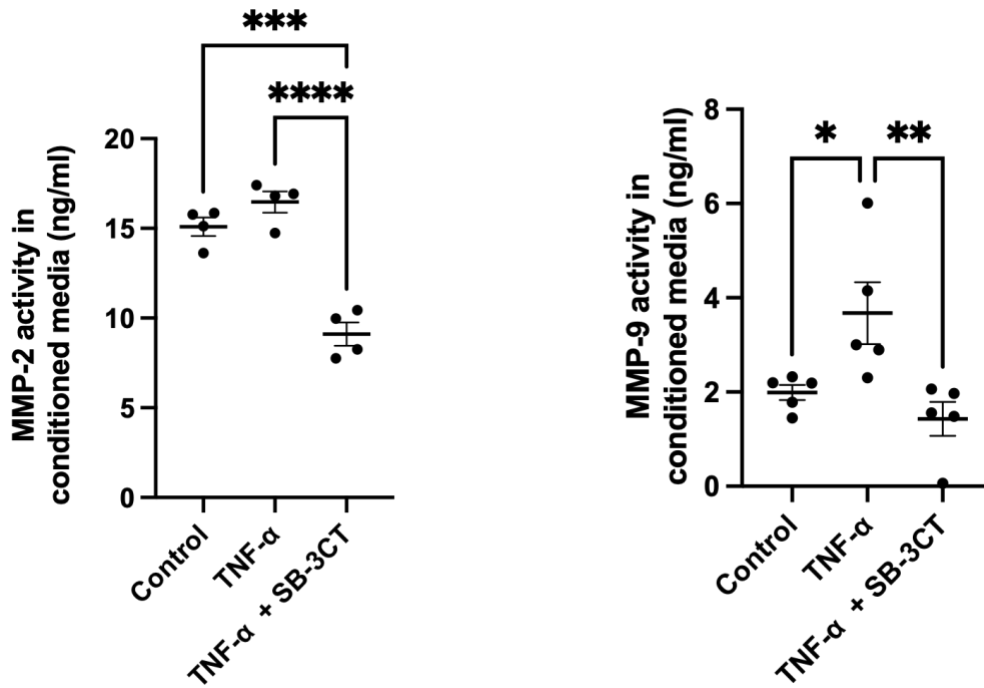 ***
****
20
15
10
5
0
MMP-2 activity in
conditioned media (ng/ml)
Control
TNF-α
TNF-α + SB-3CT
* **
8
6
4
2
0
MMP-9 activity in
conditioned media (ng/ml)
Control
TNF-α
TNF-α + SB-3CT